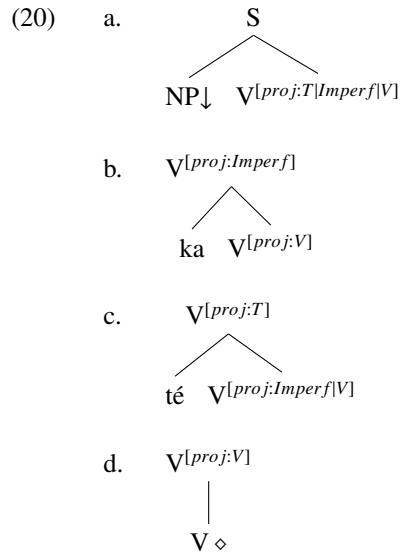 (20) a. S
NP↓ V[proj:T|Imperf|V]
b. V[proj:Imperf]
ka V[proj:V]
c. V[proj:T]
té V[proj:Imperf|V]
d. V[proj:V]
V ⋄